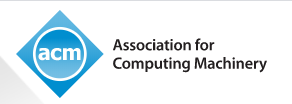 acm
Association for
Computing Machinery